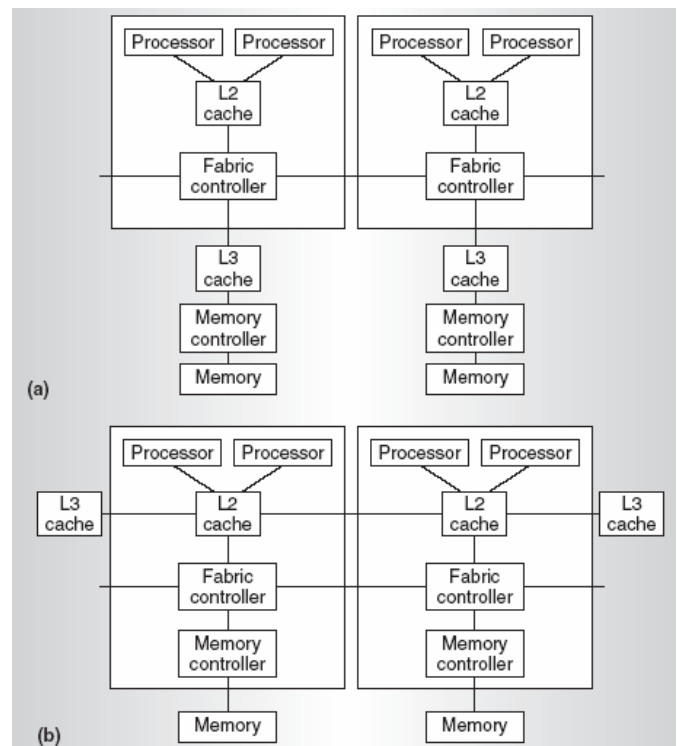 Processor
Processor
Processor
Processor
L2
cache
L2
cache
Fabric
controller
Fabric
controller
L3
cache
L3
cache
Memory
controller
Memory
controller
Memory
Memory
(a)
Processor
Processor
Processor
Processor
L3
cache
L2
cache
L2
cache
L3
cache
Fabric
controller
Fabric
controller
Memory
controller
Memory
controller
Memory
Memory
(b)